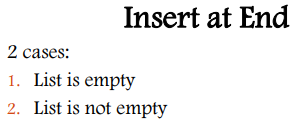 Insert at End
2 cases:
1. List is empty
2. List is not empty